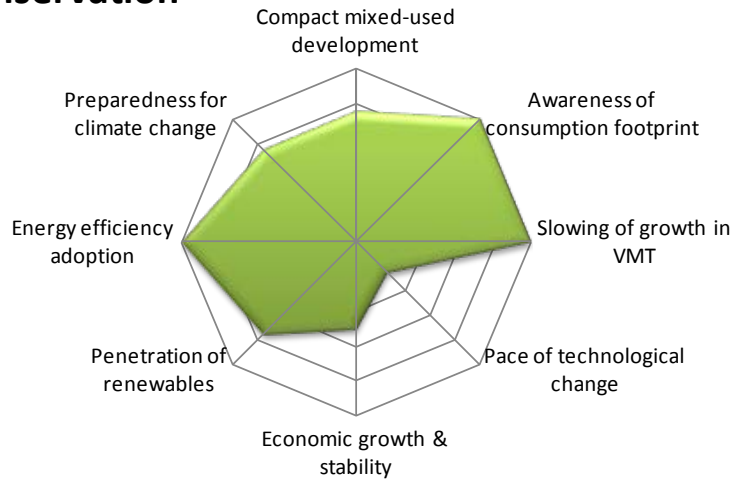 Compact mixed-used
development
Awareness of
consumption footprint
Slowing of growth in
VMT
Pace of technological
change
Economic growth &
stability
Penetration of
renewables
Energy efficiency
adoption
Preparedness for
climate change